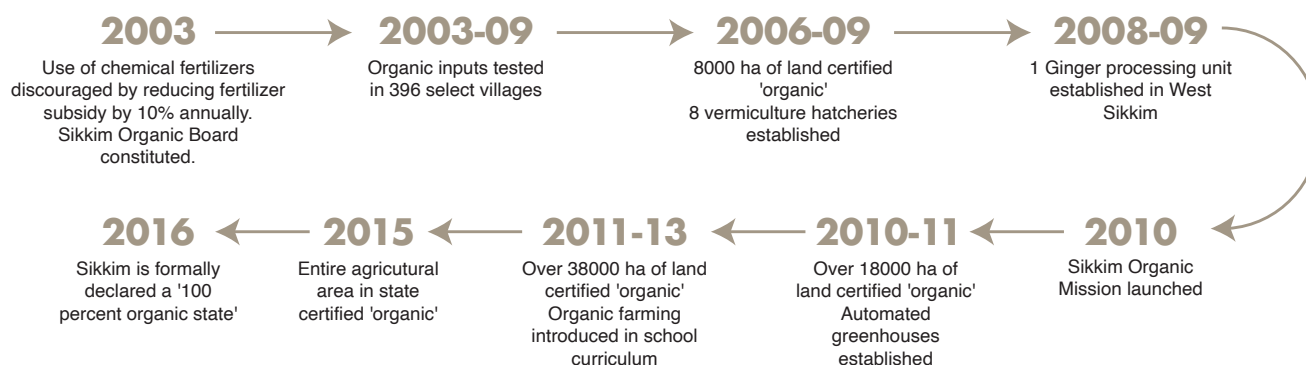 2003
Use of chemical fertilizers
discouraged by reducing fertilizer
subsidy by 10% annually.
Sikkim Organic Board
constituted.
2003-09
Organic inputs tested
in 396 select villages
2006-09
8000 ha of land certified
'organic'
8 vermiculture hatcheries
established
2008-09
1 Ginger processing unit
established in West
Sikkim
2010
Sikkim Organic
Mission launched
2010-11
Over 18000 ha of
land certified 'organic'
Automated
greenhouses
established
2011-13
Over 38000 ha of land
certified 'organic'
Organic farming
introduced in school
curriculum
2015
Entire agricutural
area in state
certified 'organic'
2016
Sikkim is formally
declared a '100
percent organic state'